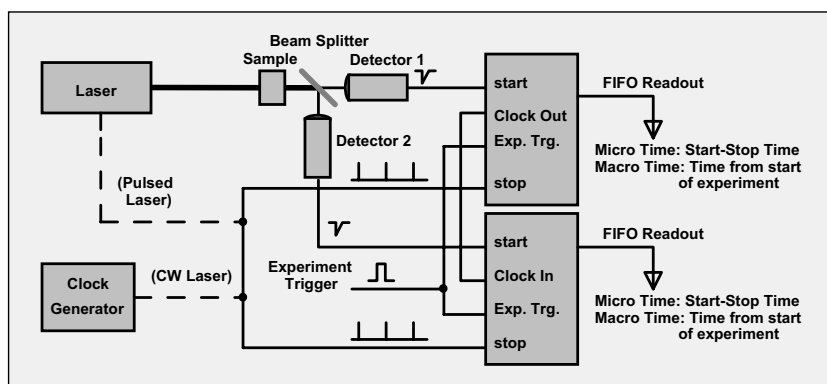 Beam Splitter
Sample
Detector 1
Laser
start
FIFO Readout
Clock Out
Exp. Trg.
Detector 2
Micro Time: Start-Stop Time
Macro Time: Time from start
of experiment
(Pulsed
Laser)
stop
start
FIFO Readout
Clock
Generator
(CW Laser)
Experiment
Trigger
Clock In
Micro Time: Start-Stop Time
Macro Time: Time from start
of experiment
Exp. Trg.
stop